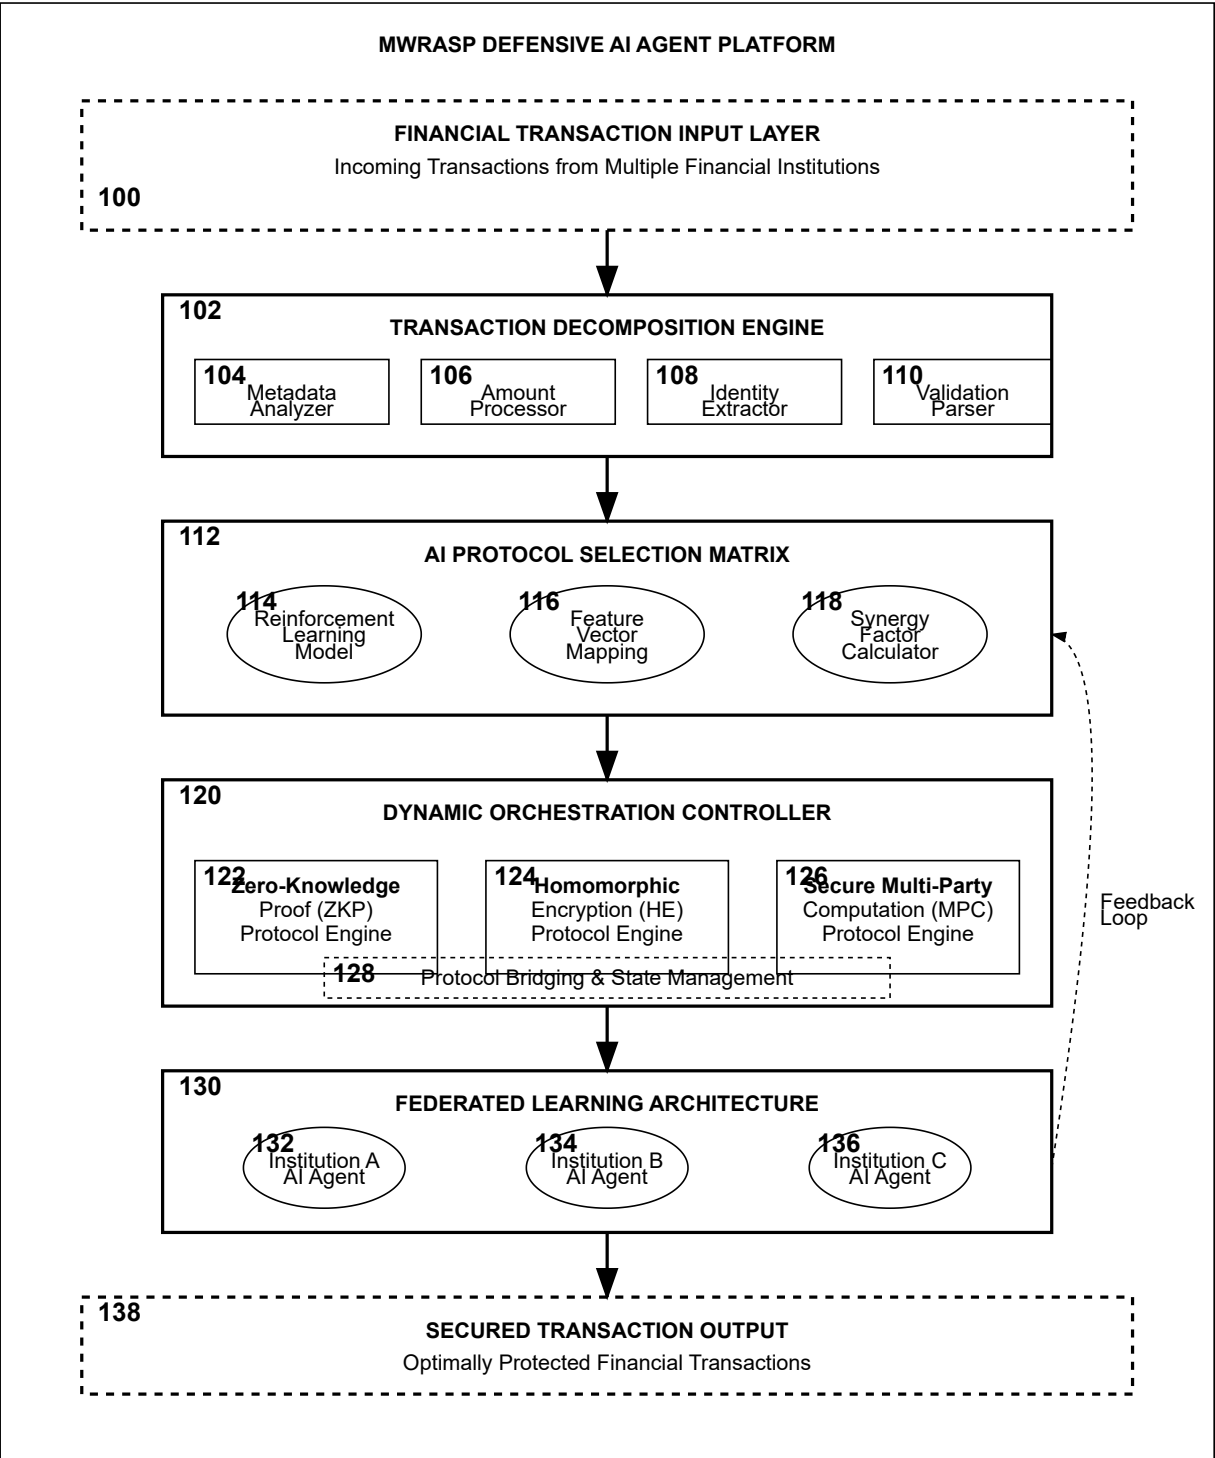 MWRASP DEFENSIVE AI AGENT PLATFORM
FINANCIAL TRANSACTION INPUT LAYER
Incoming Transactions from Multiple Financial Institutions
100
102
TRANSACTION DECOMPOSITION ENGINE
104
Metadata
Analyzer
106
Amount
Processor
108
Identity
Extractor
110
Validation
Parser
112
AI PROTOCOL SELECTION MATRIX
114
Reinforcement
Learning
Model
116
Feature
Vector
Mapping
118
Synergy
Factor
Calculator
120
DYNAMIC ORCHESTRATION CONTROLLER
122
Zero-Knowledge
Proof (ZKP)
Protocol Engine
124
Homomorphic
Encryption (HE)
Protocol Engine
126
Secure Multi-Party
Computation (MPC)
Protocol Engine
128
Protocol Bridging & State Management
Feedback
Loop
130
FEDERATED LEARNING ARCHITECTURE
132
Institution A
AI Agent
134
Institution B
AI Agent
136
Institution C
AI Agent
138
SECURED TRANSACTION OUTPUT
Optimally Protected Financial Transactions